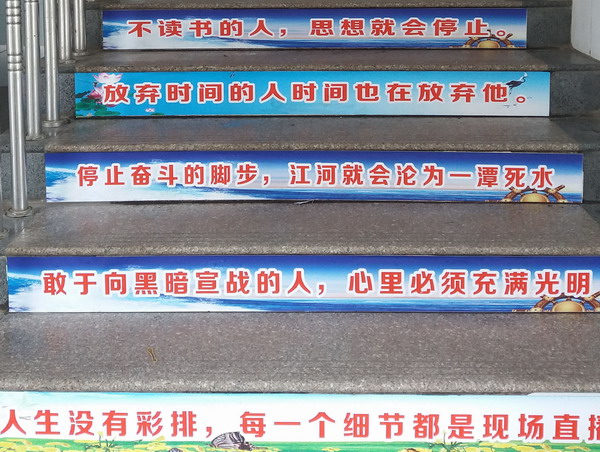 不读书的人，思想就会停止。
放弃时间的人时间也在放弃他。
停止奋斗的脚步，江河就会沦为一潭死水
敢于向黑暗宣战的人，心里必须充满光明
人生没有彩排，每一个细节都是现场直播